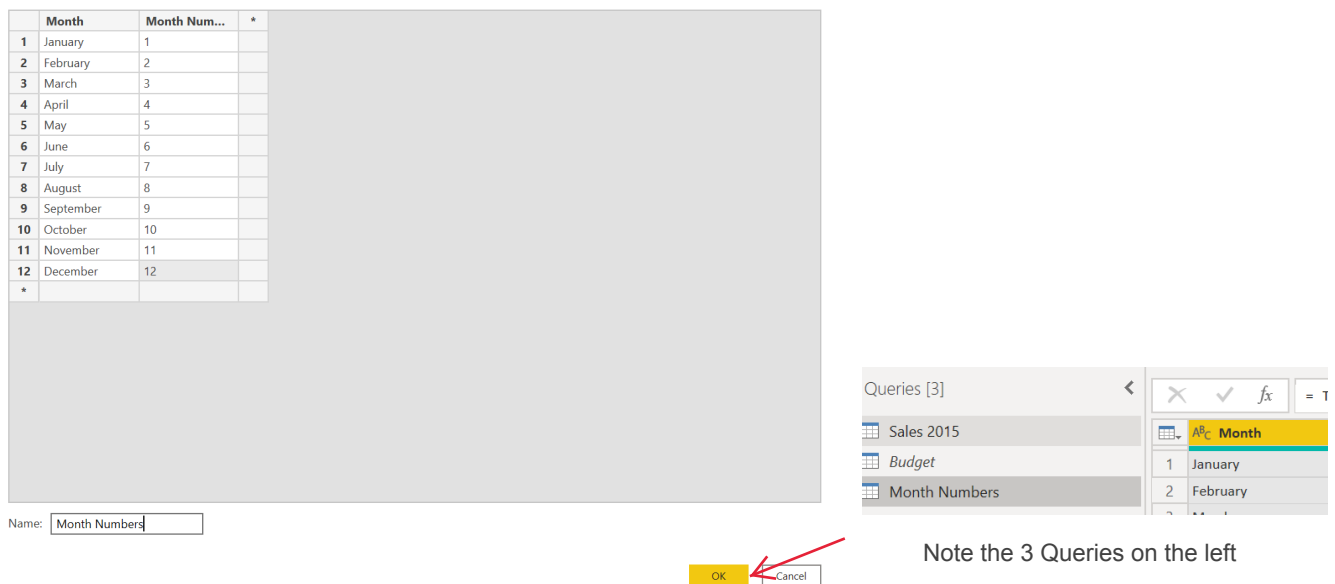 Month Month Num... *
1 January 1
2 February 2
3 March 3
4 April 4
5 May 5
6 June 6
7 July 7
8 August 8
9 September 9
10 October 10
11 November 11
12 December 12
*
Name: Month Numbers
OK Cancel
Queries [3]
fx = T
Sales 2015
ABC Month
Budget
1 January
Month Numbers
2 February
Note the 3 Queries on the left